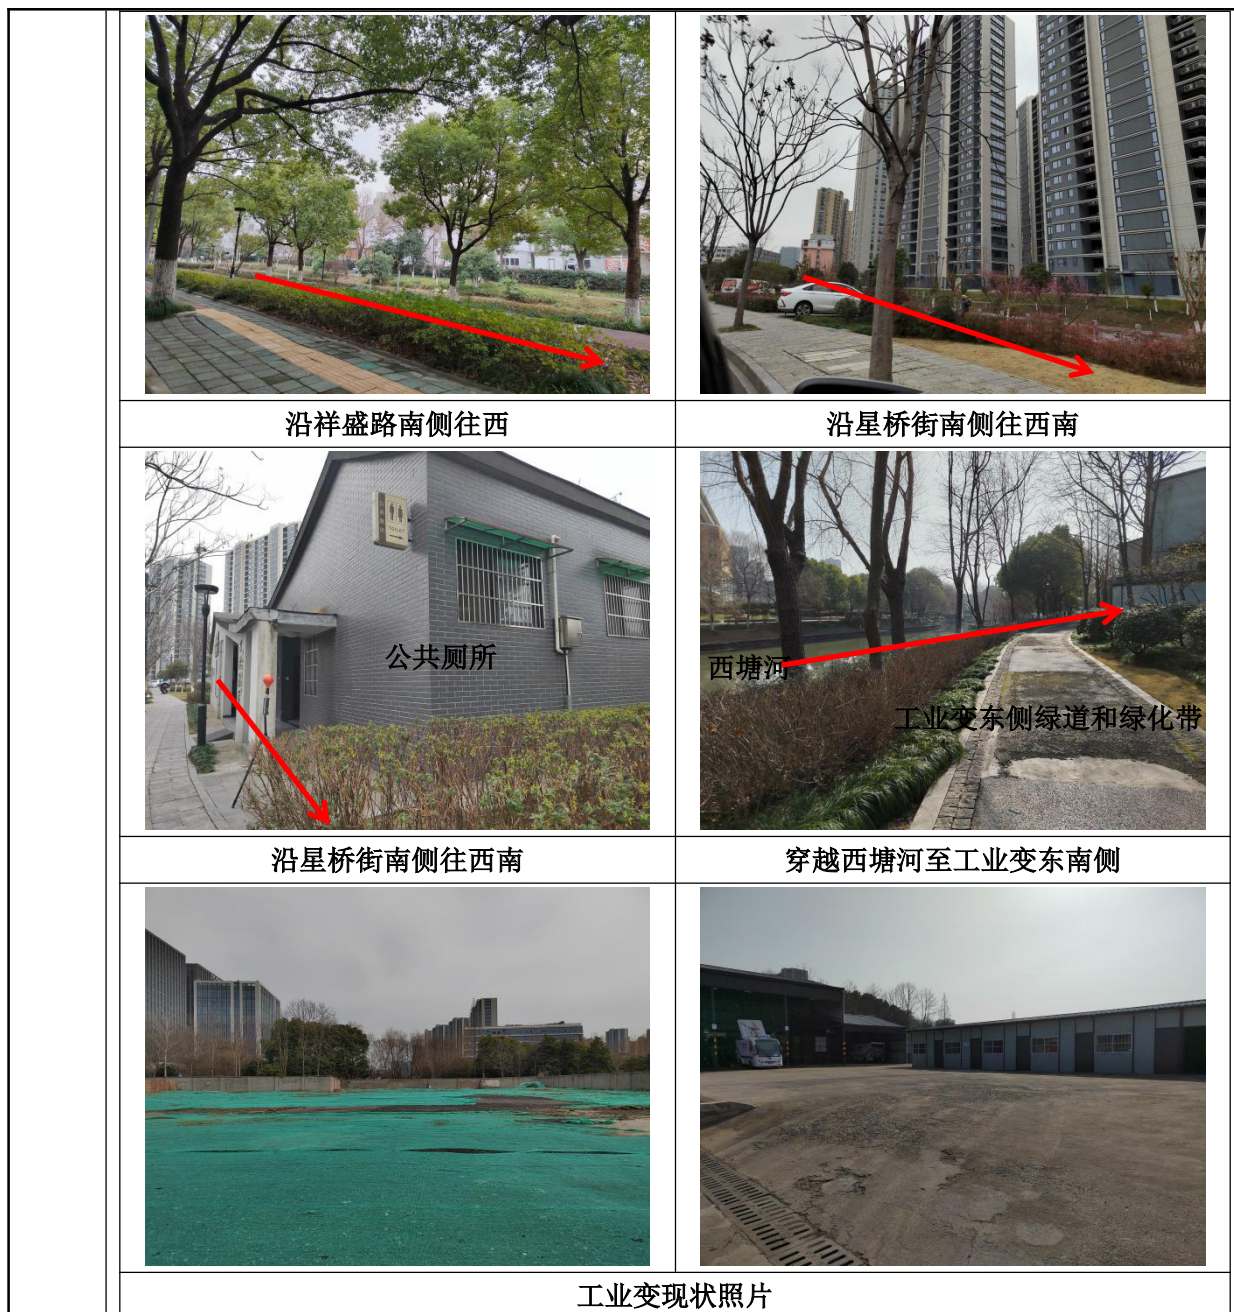 沿祥盛路南侧往西
沿星桥街南侧往西南
公共厕所
西塘河
工业变东侧绿道和绿化带
沿星桥街南侧往西南
穿越西塘河至工业变东南侧
工业变现状照片